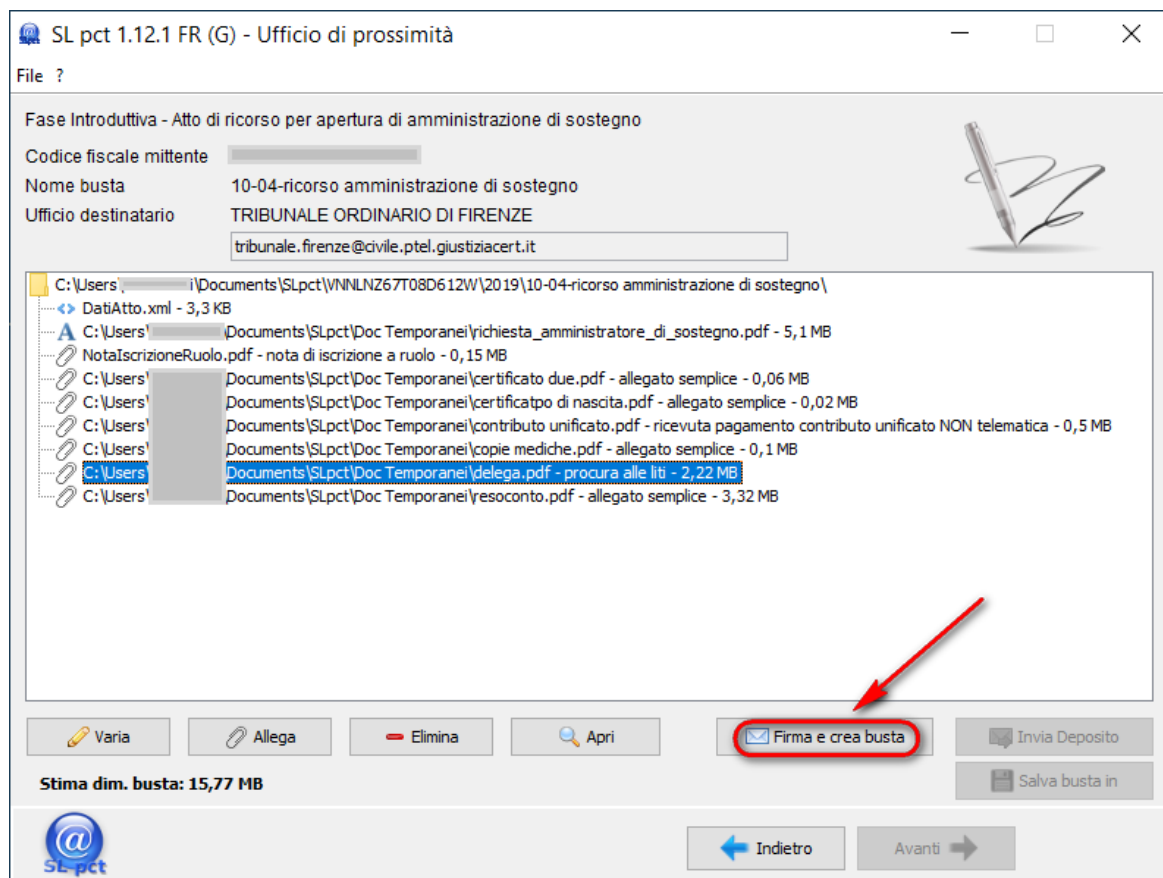 SL pct 1.12.1 FR (G) - Ufficio di prossimità
File ?
Fase Introduttiva - Atto di ricorso per apertura di amministrazione di sostegno
Codice fiscale mittente
Nome busta 10-04-ricorso amministrazione di sostegno
Ufficio destinatario TRIBUNALE ORDINARIO DI FIRENZE
tribunale.firenze@civile.ptel.giustiziacert.it
C:\Users\ i\Documents\SLpct\VNNLNZ67T08D612W\2019\10-04-ricorso amministrazione di sostegno\
DatiAtto.xml - 3,3 KB
C:\Users\ \Documents\SLpct\Doc Temporanei\richiesta_amministratore_di_sostegno.pdf - 5,1 MB
NotaIscrizioneRuolo.pdf - nota di iscrizione a ruolo - 0,15 MB
C:\Users\ \Documents\SLpct\Doc Temporanei\certificato due.pdf - allegato semplice - 0,06 MB
C:\Users\ \Documents\SLpct\Doc Temporanei\certificatpo di nascita.pdf - allegato semplice - 0,02 MB
C:\Users\ \Documents\SLpct\Doc Temporanei\contributo unificato.pdf - ricevuta pagamento contributo unificato NON telematica - 0,5 MB
C:\Users\ \Documents\SLpct\Doc Temporanei\copie mediche.pdf - allegato semplice - 0,1 MB
C:\Users\ \Documents\SLpct\Doc Temporanei\delega.pdf - procura alle liti - 2,22 MB
C:\Users\ \Documents\SLpct\Doc Temporanei\resoconto.pdf - allegato semplice - 3,32 MB
Varia Allega Elimina Apri Firma e crea busta Invia Deposito
Stima dim. busta: 15,77 MB Salva busta in
SL pct Indietro Avanti